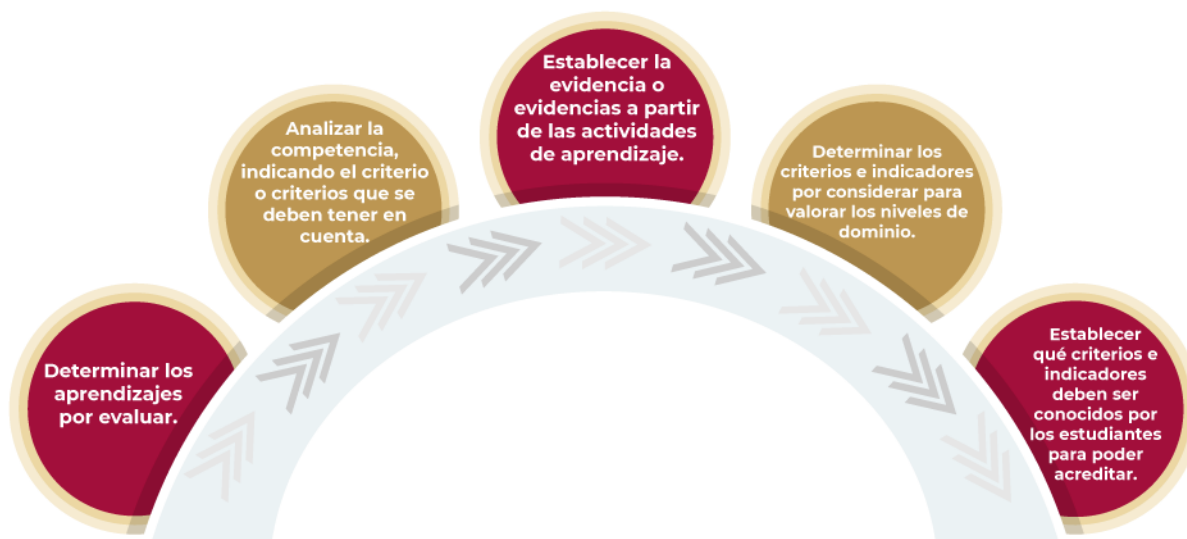 Determinar los
aprendizajes
por evaluar.
Analizar la
competencia,
indicando el criterio
o criterios que se
deben tener en
cuenta.
Establecer la
evidencia o
evidencias a partir
de las actividades
de aprendizaje.
Determinar los
criterios e indicadores
por considerar para
valorar los niveles de
dominio.
Establecer
qué criterios e
indicadores
deben ser
conocidos por
los estudiantes
para poder
acreditar.